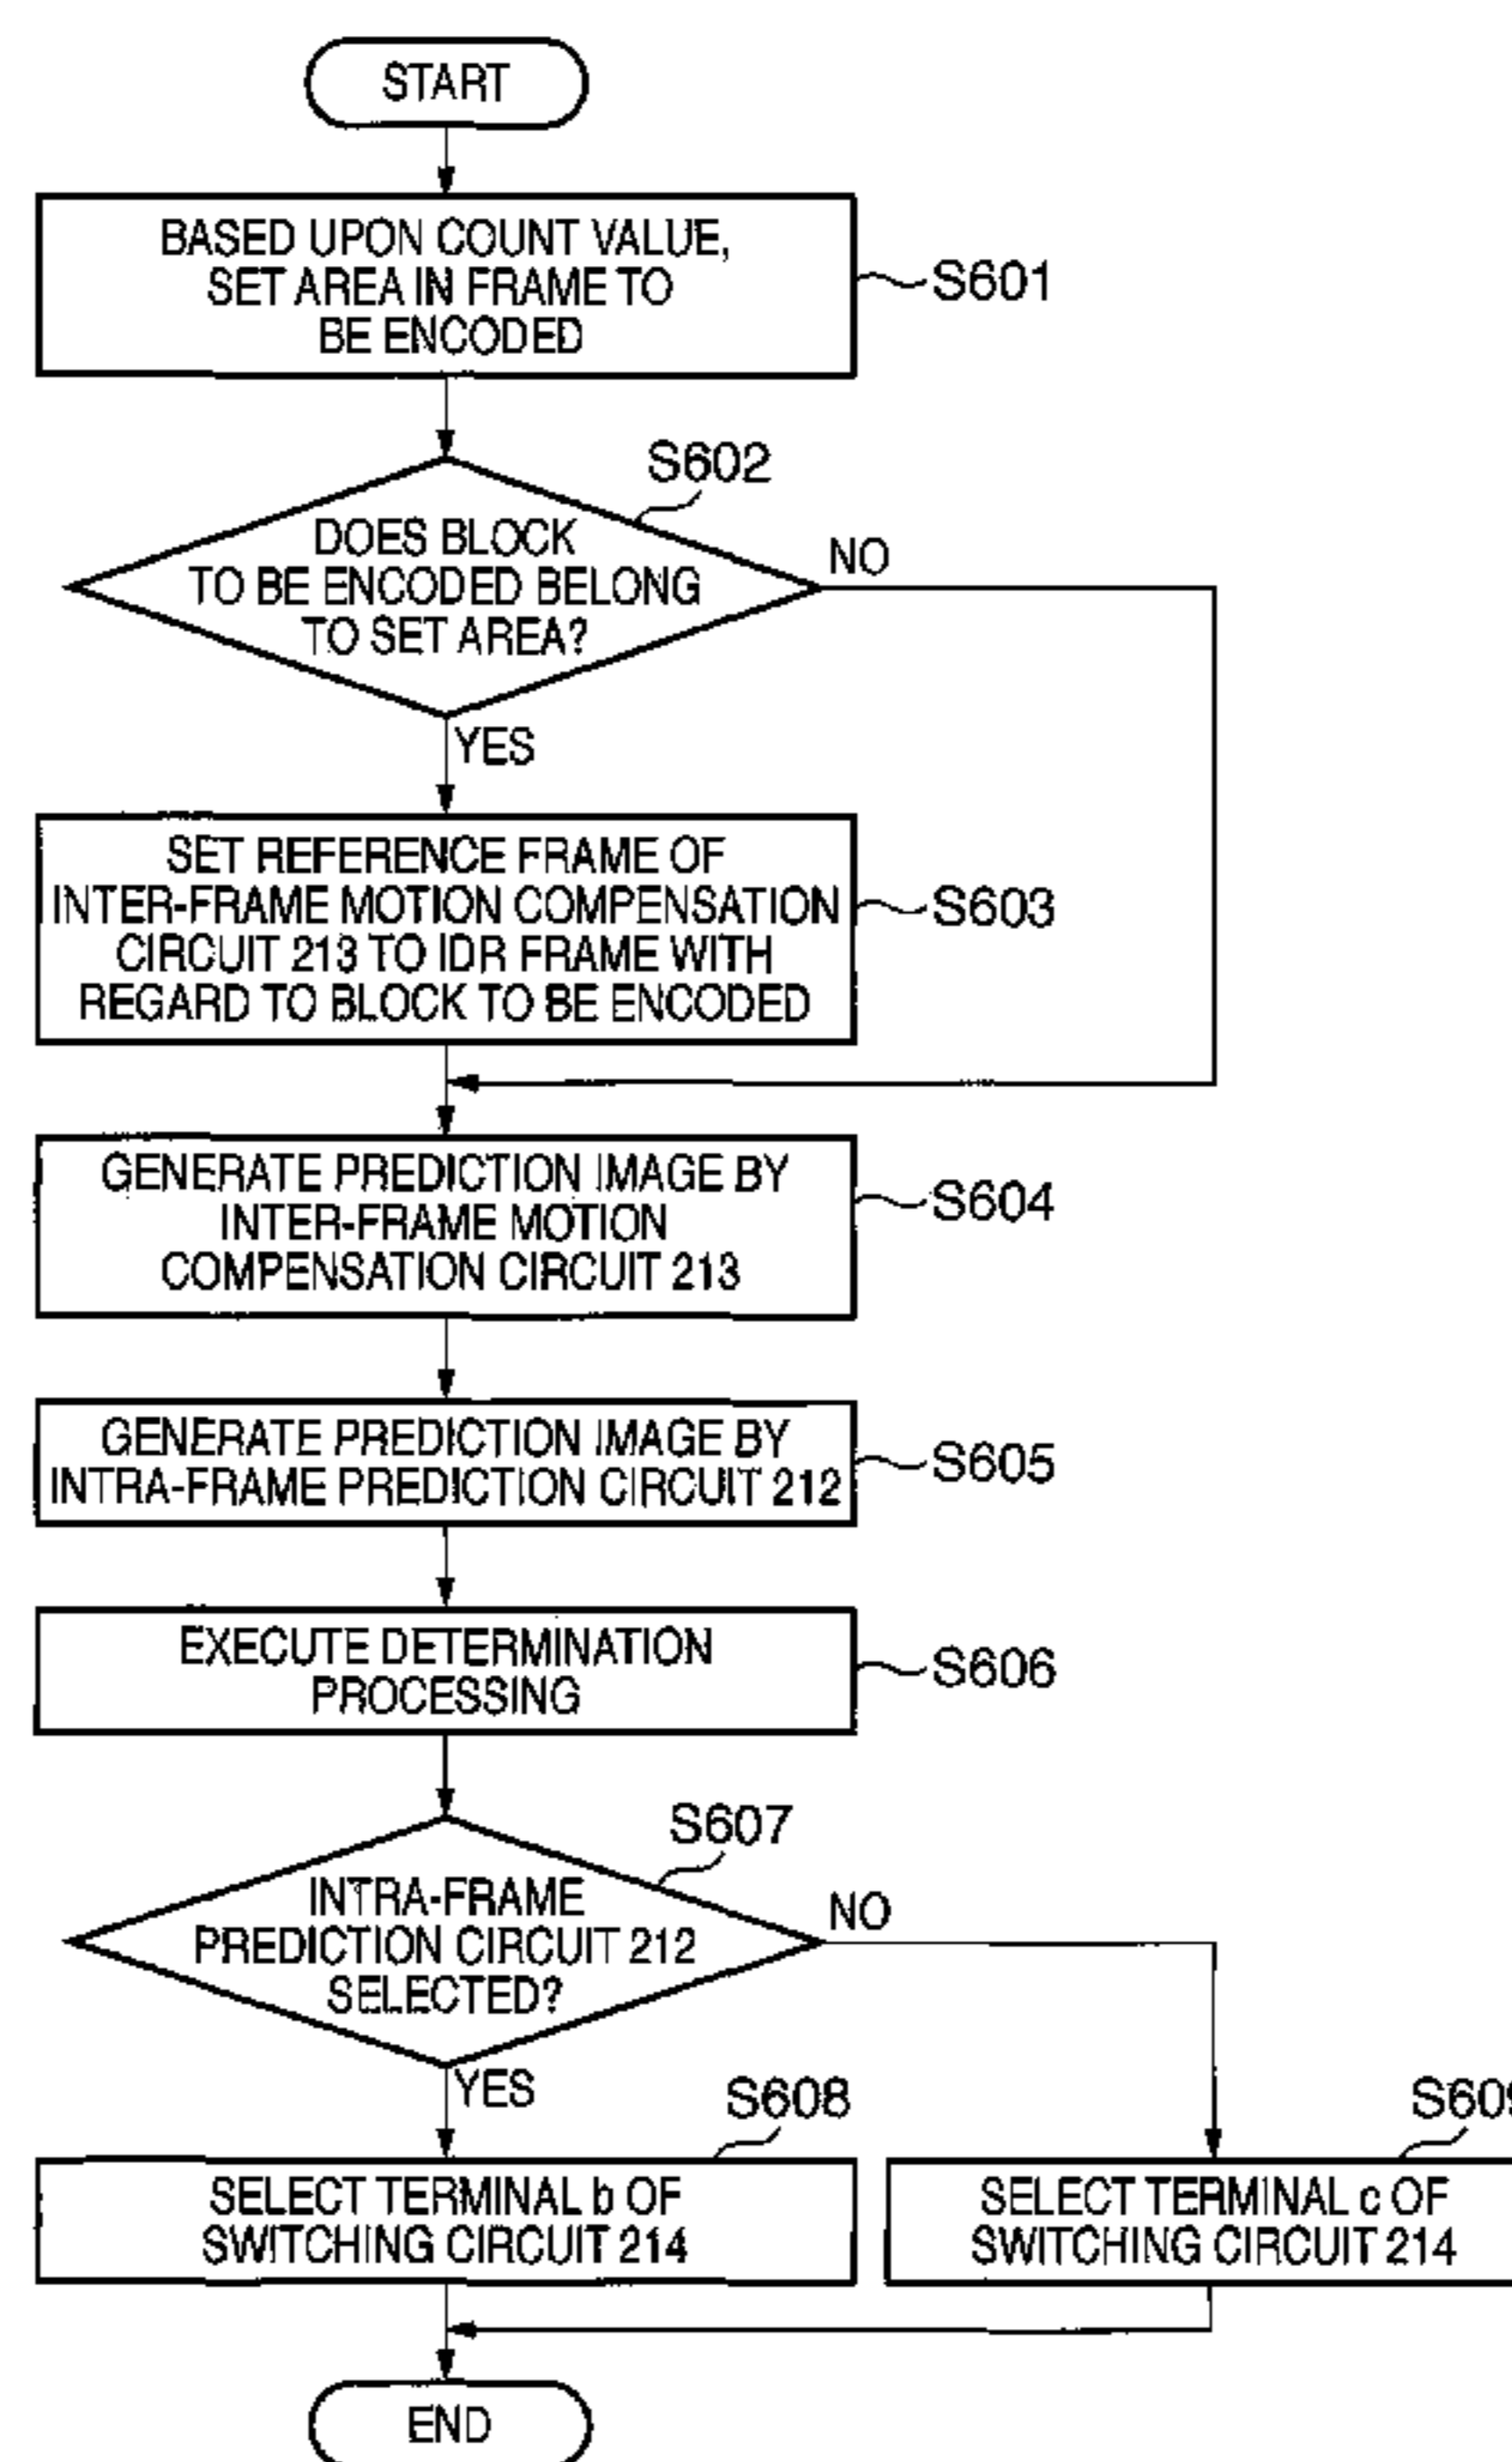 START
BASED UPON COUNT VALUE,
SET AREA IN FRAME TO
BE ENCODED
S601
S602
DOES BLOCK
TO BE ENCODED BELONG
TO SET AREA?
NO
YES
SET REFERENCE FRAME OF
INTER-FRAME MOTION COMPENSATION
CIRCUIT 213 TO IDR FRAME WITH
REGARD TO BLOCK TO BE ENCODED
S603
GENERATE PREDICTION IMAGE BY
INTER-FRAME MOTION
COMPENSATION CIRCUIT 213
S604
GENERATE PREDICTION IMAGE BY
INTRA-FRAME PREDICTION CIRCUIT 212
S605
EXECUTE DETERMINATION
PROCESSING
S606
S607
INTRA-FRAME
PREDICTION CIRCUIT 212
SELECTED?
NO
YES
S608
SELECT TERMINAL b OF
SWITCHING CIRCUIT 214
S609
SELECT TERMINAL c OF
SWITCHING CIRCUIT 214
END